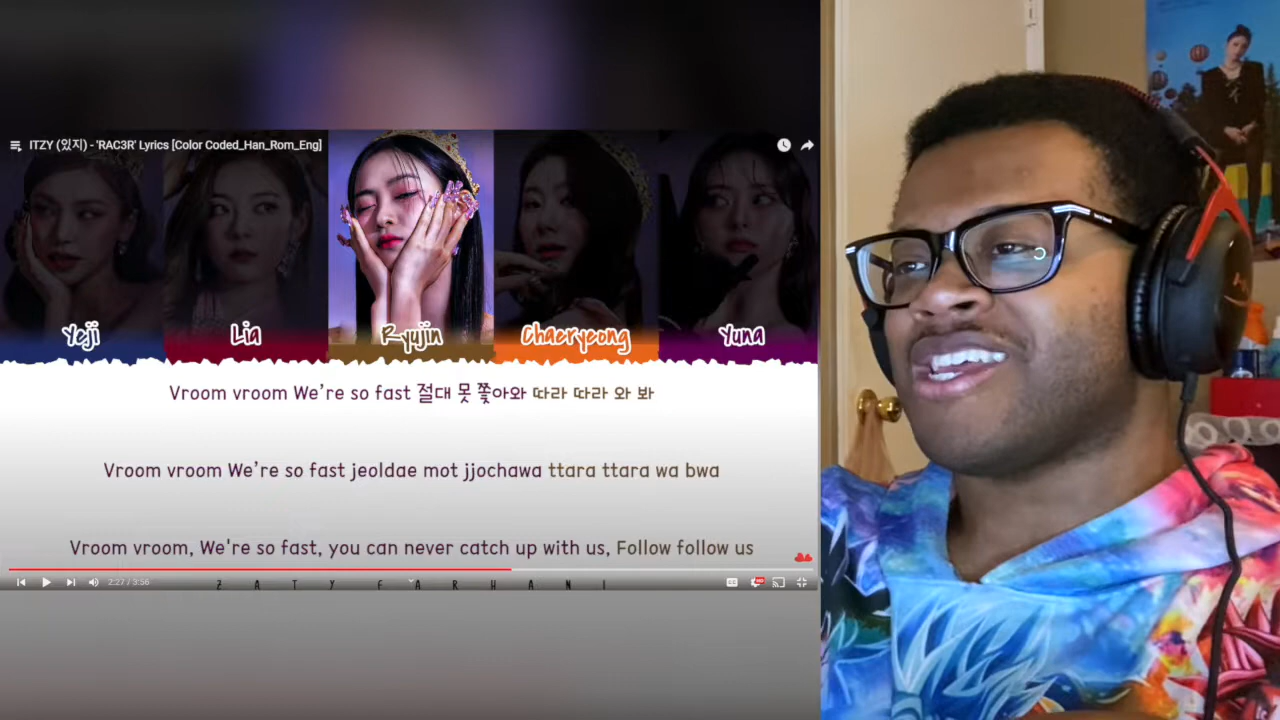 ITZY (있지) - 'RAC3R' Lyrics [Color Coded_Han_Rom_Eng]
Yeji Lia Ryujin Chaeryeong Yuna
Vroom vroom We're so fast 절대 못 쫓아와 따라 따라 와 봐
Vroom vroom We're so fast jeoldae mot jjochawa ttara ttara wa bwa
Vroom vroom, We're so fast, you can never catch up with us, Follow follow us
2:27 / 3:56
Z A T Y F A R H A N I